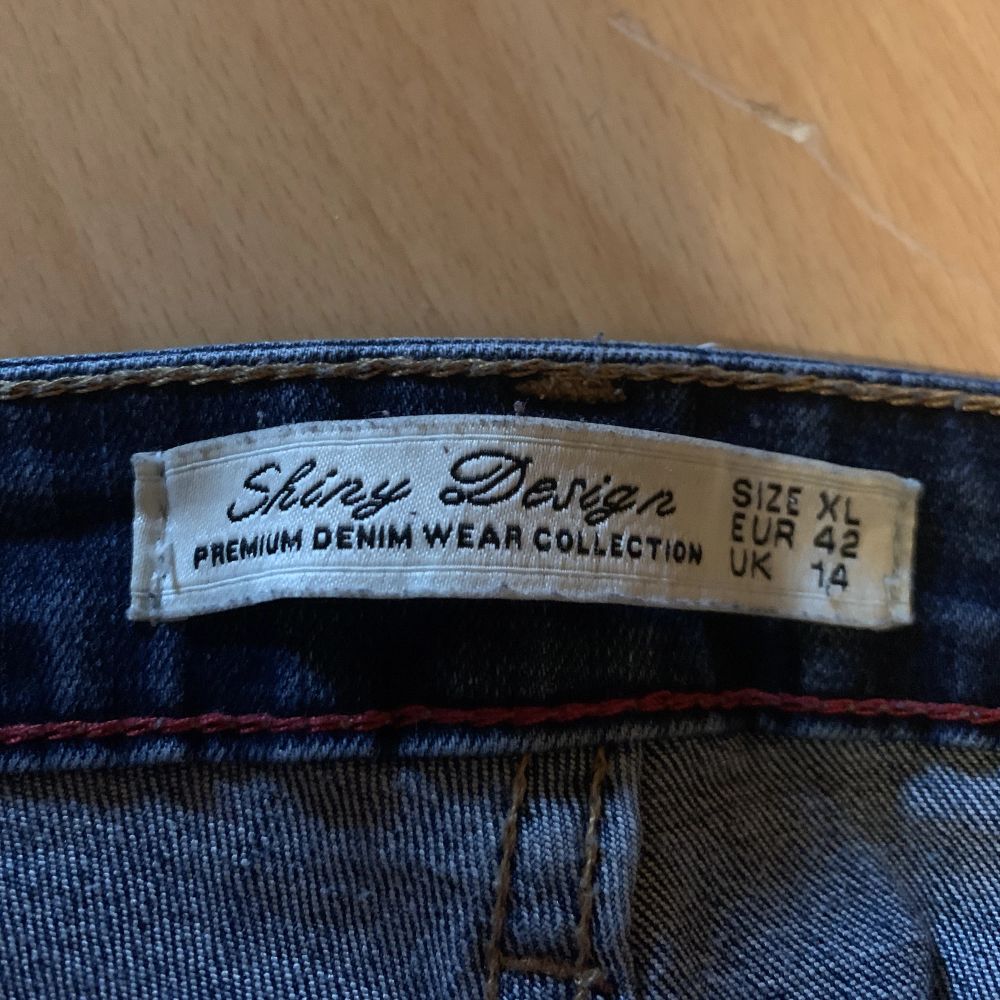 Shiny Design
PREMIUM DENIM WEAR COLLECTION
SIZE XL
EUR 42
UK 14